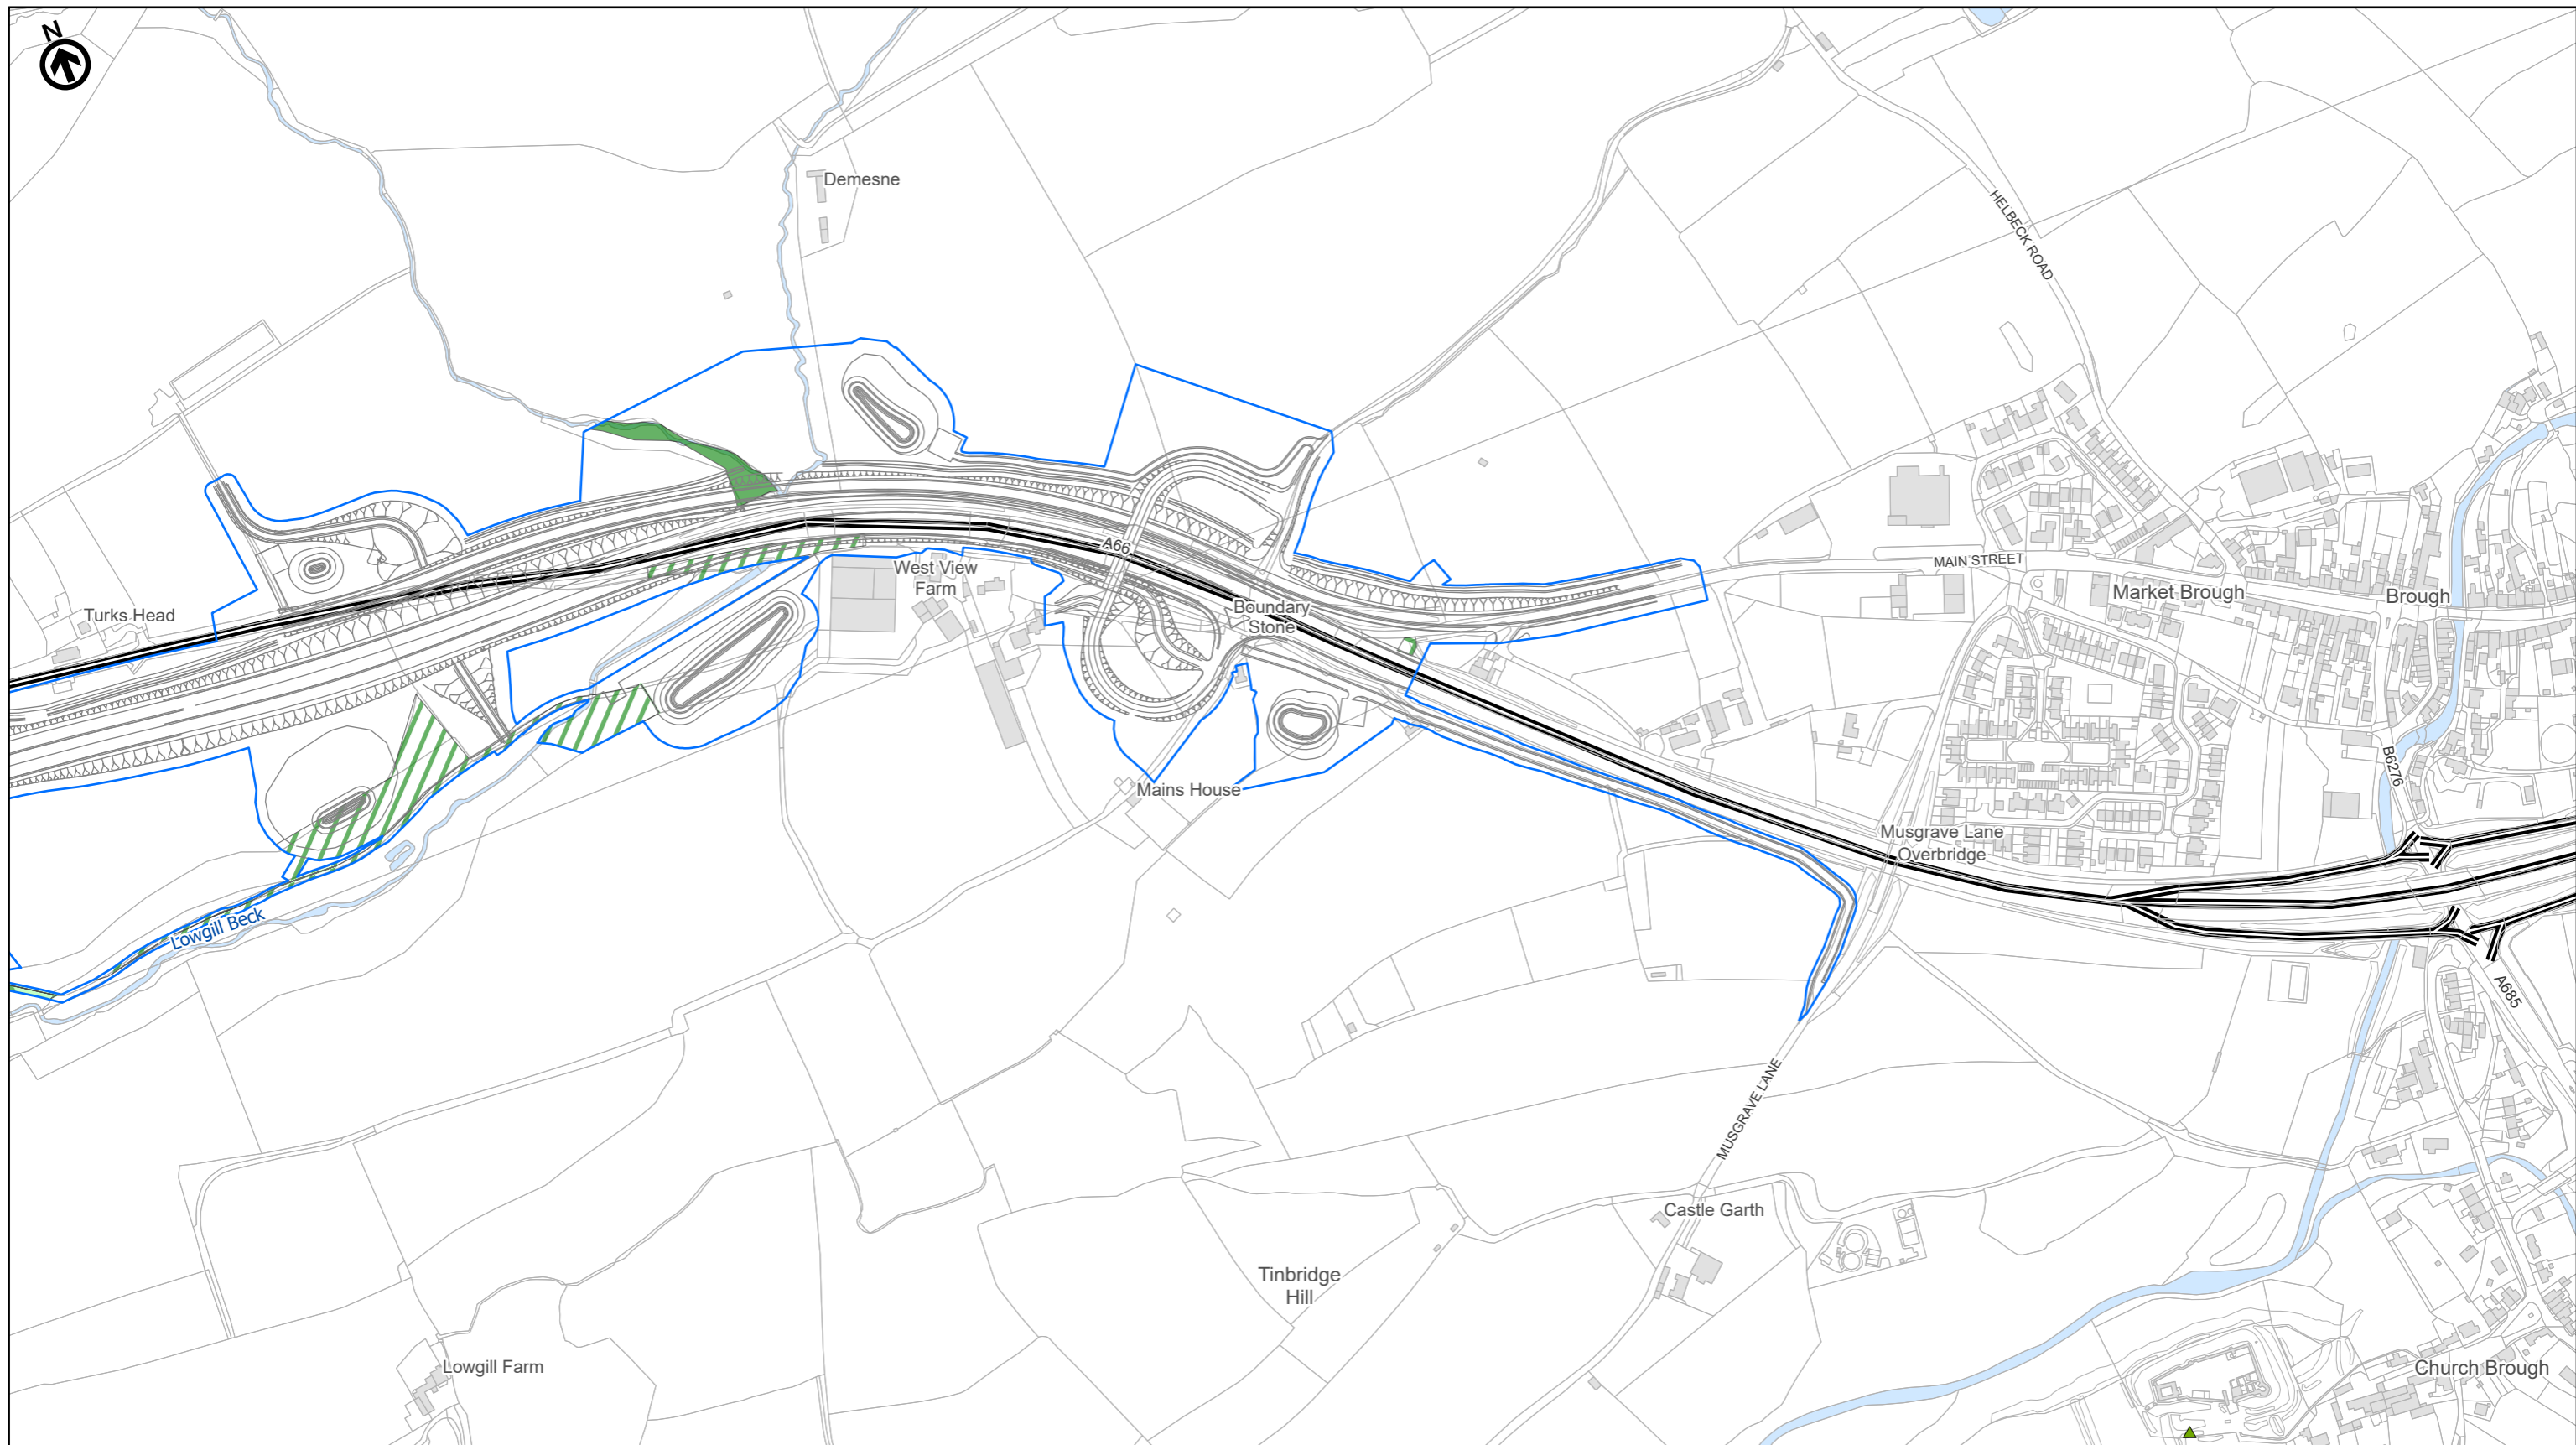 N
Demesne
HELBECK ROAD
A66
West View
Farm
MAIN STREET
Market Brough
Brough
Turks Head
Boundary
Stone
B6276
Mains House
Musgrave Lane
Overbridge
Lowgill Beck
A685
MUSGRAVE LANE
Castle Garth
Tinbridge
Hill
Lowgill Farm
Church Brough